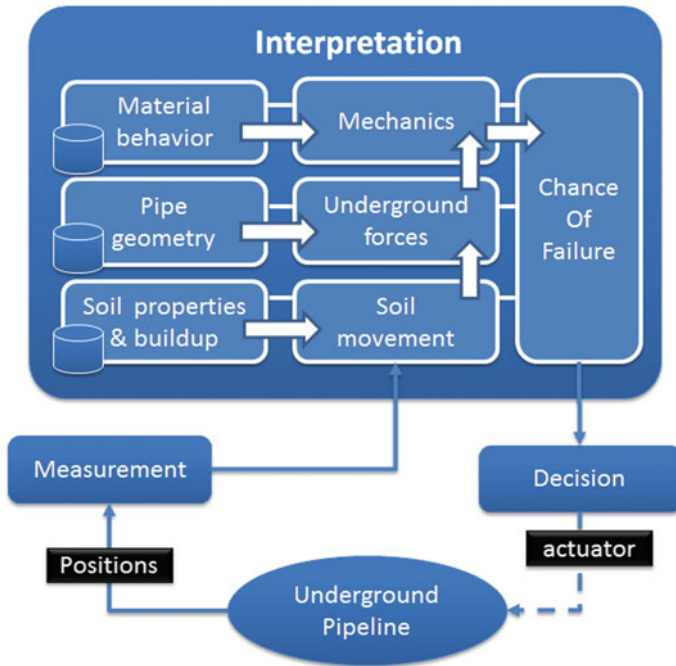 Interpretation
Material
behavior
Mechanics
Pipe
geometry
Underground
forces
Soil properties
& buildup
Soil
movement
Chance
Of
Failure
Measurement
Decision
Positions
actuator
Underground
Pipeline